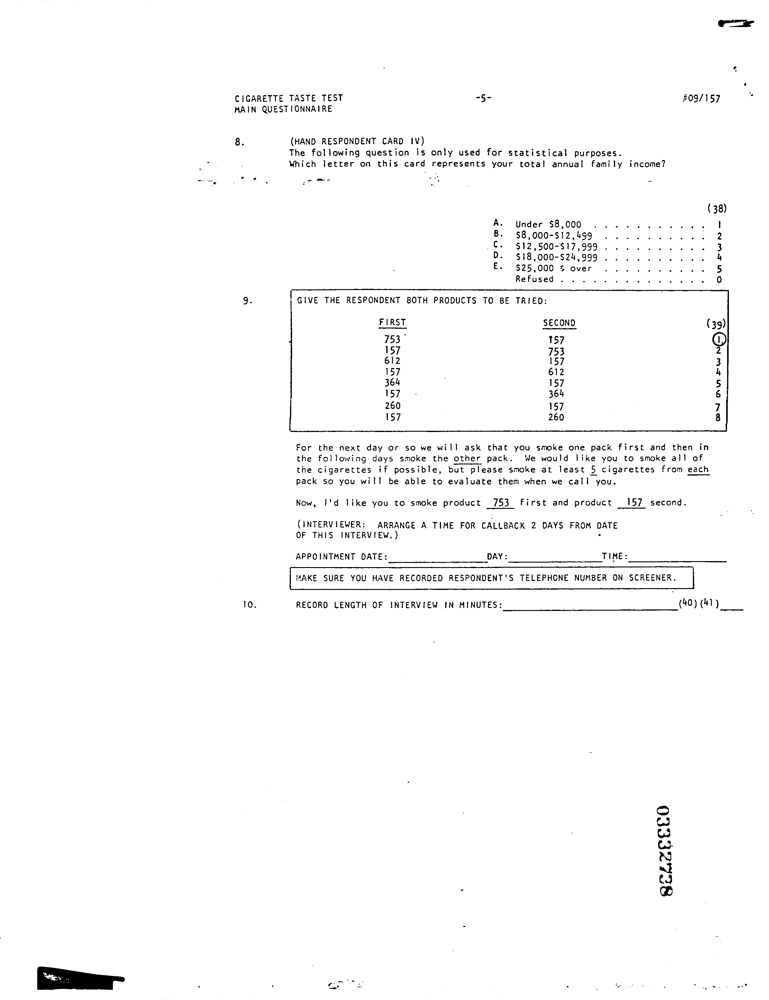 CIGARETTE TASTE TEST -5- #09/157
MAIN QUESTIONNAIRE
8. (HAND RESPONDENT CARD IV)
The following question is only used for statistical purposes.
Which letter on this card represents your total annual family income?
(38)
A. Under $8,000 . . . . . . . . . . . 1
B. $8,000-$12,499 . . . . . . . . . . 2
C. $12,500-$17,999 . . . . . . . . . . 3
D. $18,000-$24,999 . . . . . . . . . . 4
E. $25,000 & over . . . . . . . . . . 5
Refused . . . . . . . . . . . . . . 0
9. GIVE THE RESPONDENT BOTH PRODUCTS TO BE TRIED:
FIRST SECOND (39)
753 157 1
157 753 2
612 157 3
157 612 4
364 157 5
157 364 6
260 157 7
157 260 8
For the next day or so we will ask that you smoke one pack first and then in
the following days smoke the other pack. We would like you to smoke all of
the cigarettes if possible, but please smoke at least 5 cigarettes from each
pack so you will be able to evaluate them when we call you.
Now, I'd like you to smoke product 753 first and product 157 second.
(INTERVIEWER: ARRANGE A TIME FOR CALLBACK 2 DAYS FROM DATE
OF THIS INTERVIEW.)
APPOINTMENT DATE: DAY: TIME:
MAKE SURE YOU HAVE RECORDED RESPONDENT'S TELEPHONE NUMBER ON SCREENER.
10. RECORD LENGTH OF INTERVIEW IN MINUTES: (40)(41)
03332738